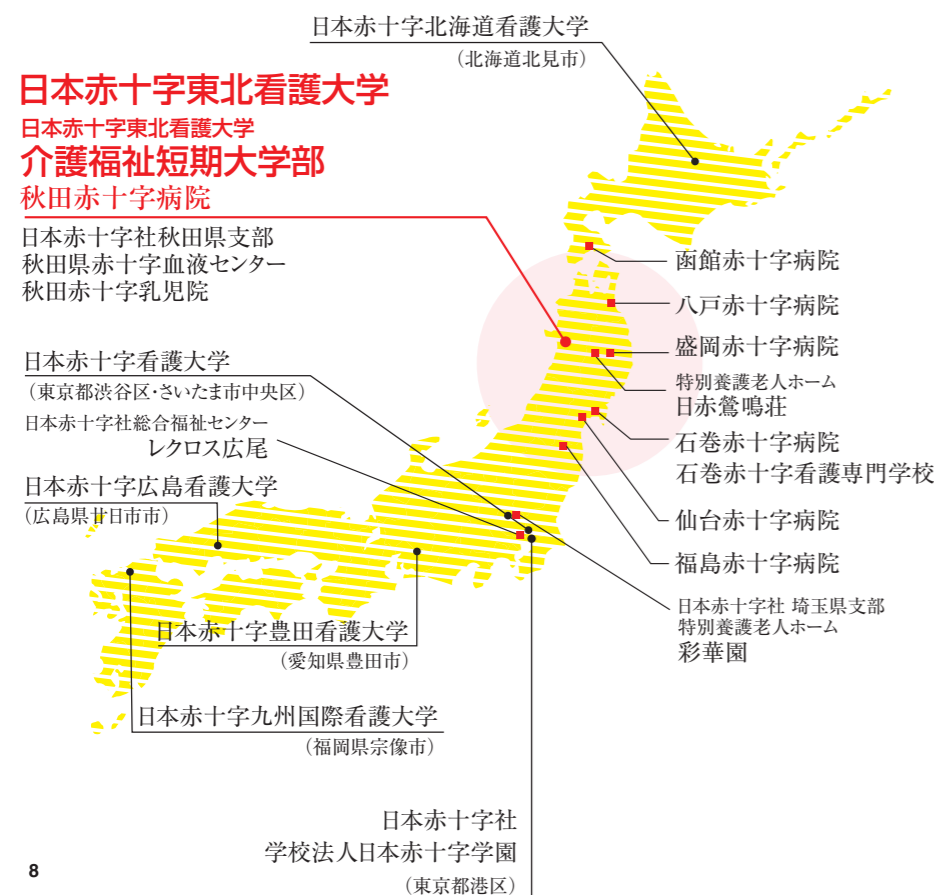 日本赤十字北海道看護大学
（北海道北見市）
日本赤十字東北看護大学
日本赤十字東北看護大学
介護福祉短期大学部
秋田赤十字病院
日本赤十字社秋田県支部
秋田県赤十字血液センター
秋田赤十字乳児院
函館赤十字病院
八戸赤十字病院
盛岡赤十字病院
特別養護老人ホーム
日赤鶯鳴荘
石巻赤十字病院
石巻赤十字看護専門学校
仙台赤十字病院
福島赤十字病院
日本赤十字社 埼玉県支部
特別養護老人ホーム
彩華園
日本赤十字看護大学
（東京都渋谷区・さいたま市中央区）
日本赤十字社総合福祉センター
レクロス広尾
日本赤十字広島看護大学
（広島県廿日市市）
日本赤十字豊田看護大学
（愛知県豊田市）
日本赤十字九州国際看護大学
（福岡県宗像市）
日本赤十字社
学校法人日本赤十字学園
（東京都港区）
8